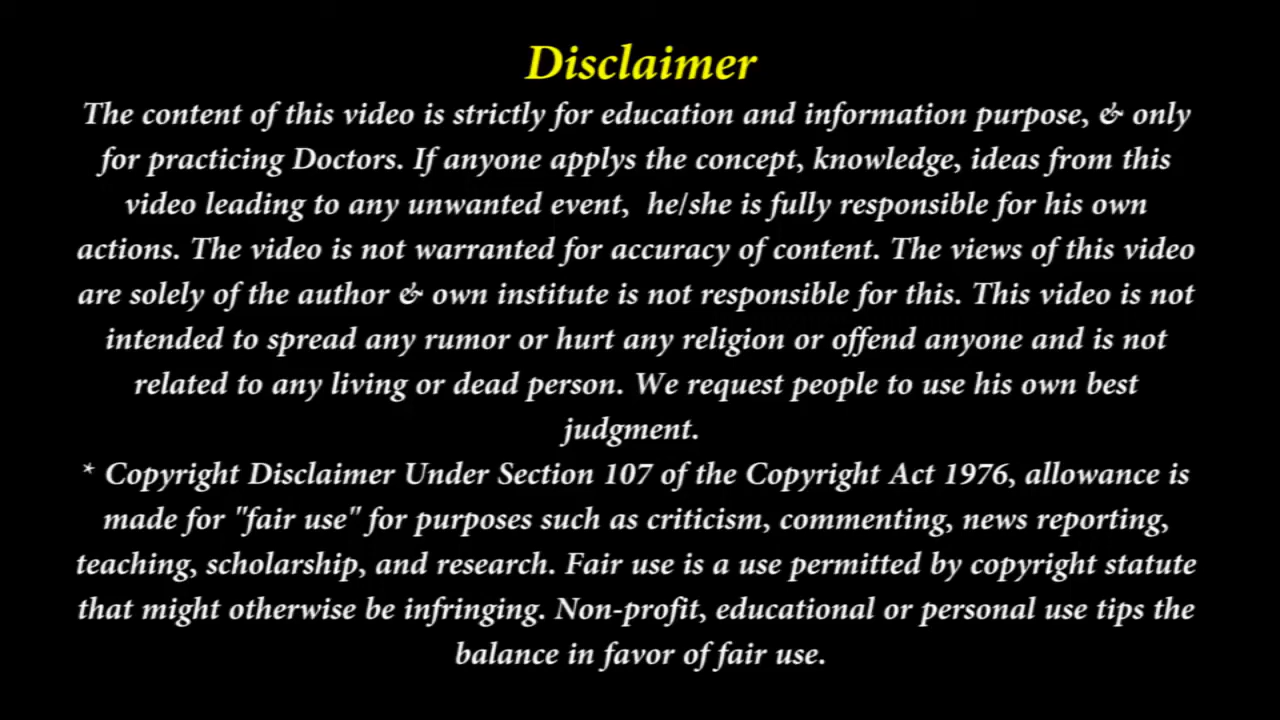 Disclaimer
The content of this video is strictly for education and information purpose, & only
for practicing Doctors. If anyone applys the concept, knowledge, ideas from this
video leading to any unwanted event,  he/she is fully responsible for his own
actions. The video is not warranted for accuracy of content. The views of this video
are solely of the author & own institute is not responsible for this. This video is not
intended to spread any rumor or hurt any religion or offend anyone and is not
related to any living or dead person. We request people to use his own best
judgment.
* Copyright Disclaimer Under Section 107 of the Copyright Act 1976, allowance is
made for "fair use" for purposes such as criticism, commenting, news reporting,
teaching, scholarship, and research. Fair use is a use permitted by copyright statute
that might otherwise be infringing. Non-profit, educational or personal use tips the
balance in favor of fair use.